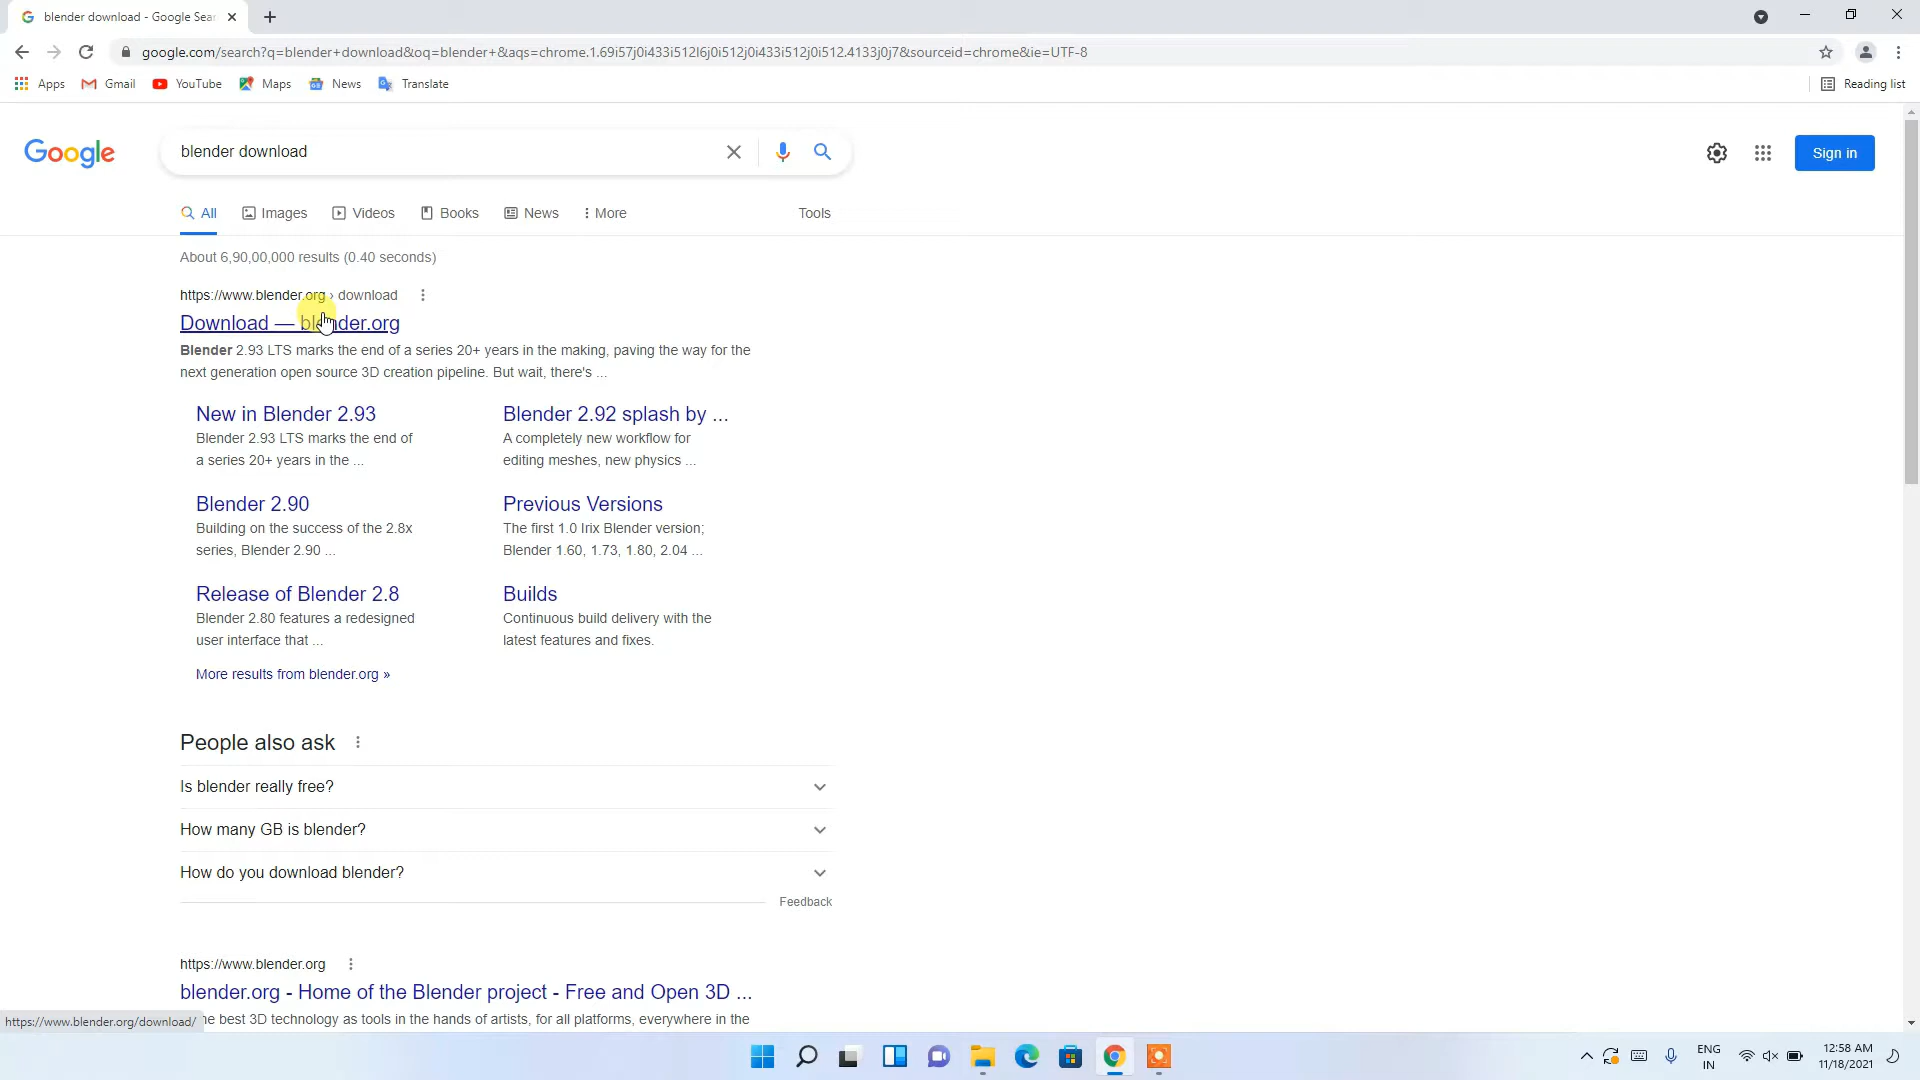 blender download - Google Sear
google.com/search?q=blender+download&oq=blender+&aqs=chrome.1.69i57j0i433i512l6j0i512j0i433i512j0i512.4133j0j7&sourceid=chrome&ie=UTF-8
Apps Gmail YouTube Maps News Translate Reading list
Google blender download Sign in
All Images Videos Books News More Tools
About 6,90,00,000 results (0.40 seconds)
https://www.blender.org › download
Download — blender.org
Blender 2.93 LTS marks the end of a series 20+ years in the making, paving the way for the
next generation open source 3D creation pipeline. But wait, there's ...
New in Blender 2.93
Blender 2.93 LTS marks the end of
a series 20+ years in the ...
Blender 2.92 splash by ...
A completely new workflow for
editing meshes, new physics ...
Blender 2.90
Building on the success of the 2.8x
series, Blender 2.90 ...
Previous Versions
The first 1.0 Irix Blender version;
Blender 1.60, 1.73, 1.80, 2.04 ...
Release of Blender 2.8
Blender 2.80 features a redesigned
user interface that ...
Builds
Continuous build delivery with the
latest features and fixes.
More results from blender.org »
People also ask
Is blender really free?
How many GB is blender?
How do you download blender?
Feedback
https://www.blender.org
blender.org - Home of the Blender project - Free and Open 3D ...
he best 3D technology as tools in the hands of artists, for all platforms, everywhere in the
https://www.blender.org/download/
ENG
IN
12:58 AM
11/18/2021